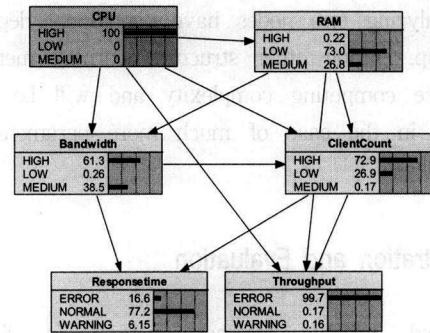 CPU
HIGH 100
LOW 0
MEDIUM 0
RAM
HIGH 0.22
LOW 73.0
MEDIUM 26.8
Bandwidth
HIGH 61.3
LOW 0.26
MEDIUM 38.5
ClientCount
HIGH 72.9
LOW 26.9
MEDIUM 0.17
Responsetime
ERROR 16.6
NORMAL 77.2
WARNING 6.15
Throughput
ERROR 99.7
NORMAL 0.17
WARNING 0.16